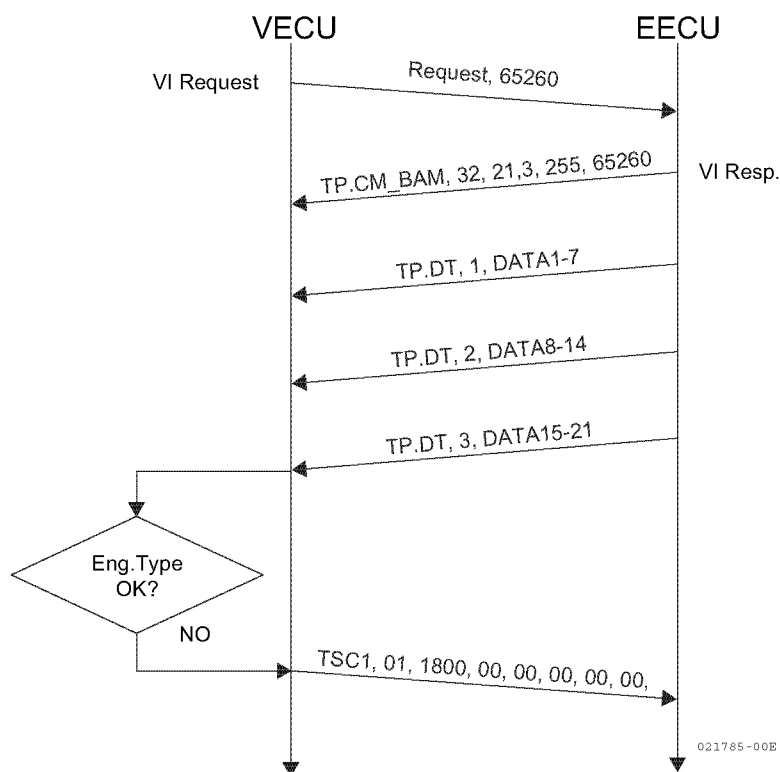 VECU
EECU
VI Request
Request, 65260
TP.CM_BAM, 32, 21,3, 255, 65260
VI Resp.
TP.DT, 1, DATA1-7
TP.DT, 2, DATA8-14
TP.DT, 3, DATA15-21
Eng.Type
OK?
NO
TSC1, 01, 1800, 00, 00, 00, 00, 00,
021785-00E